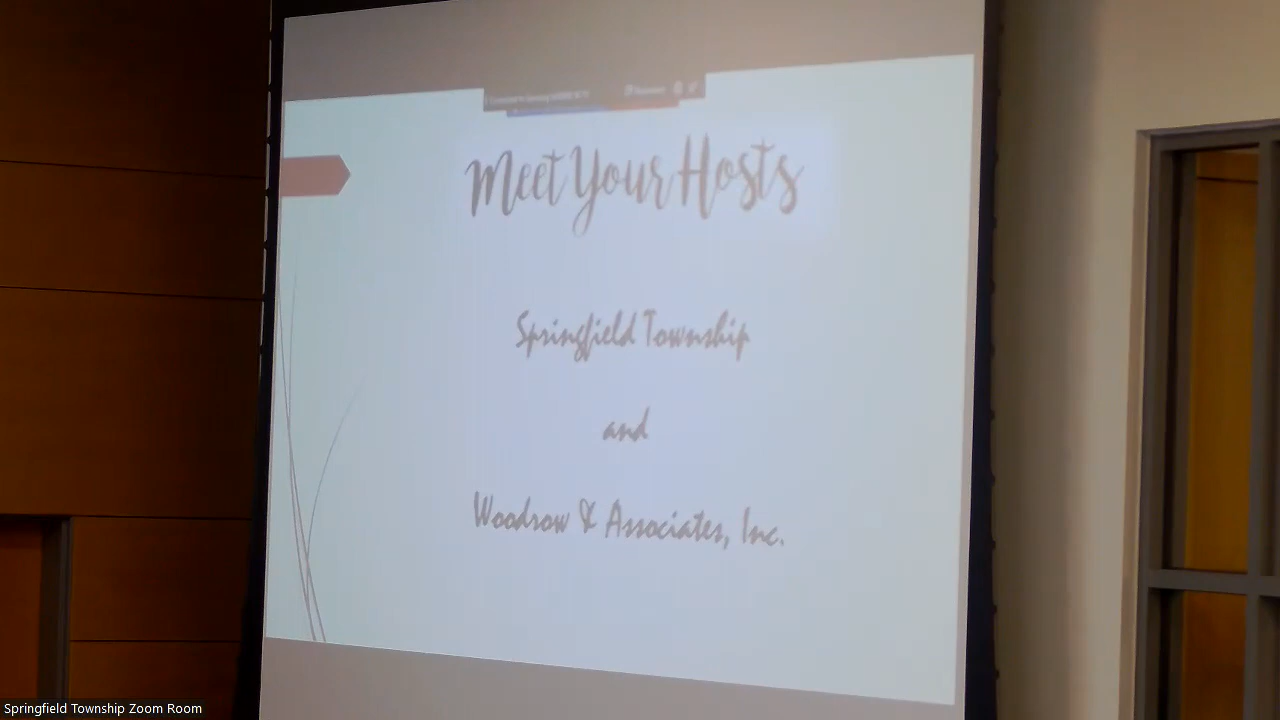 Meet Your Hosts
Springfield Township
and
Woodrow & Associates, Inc.
Springfield Township Zoom Room